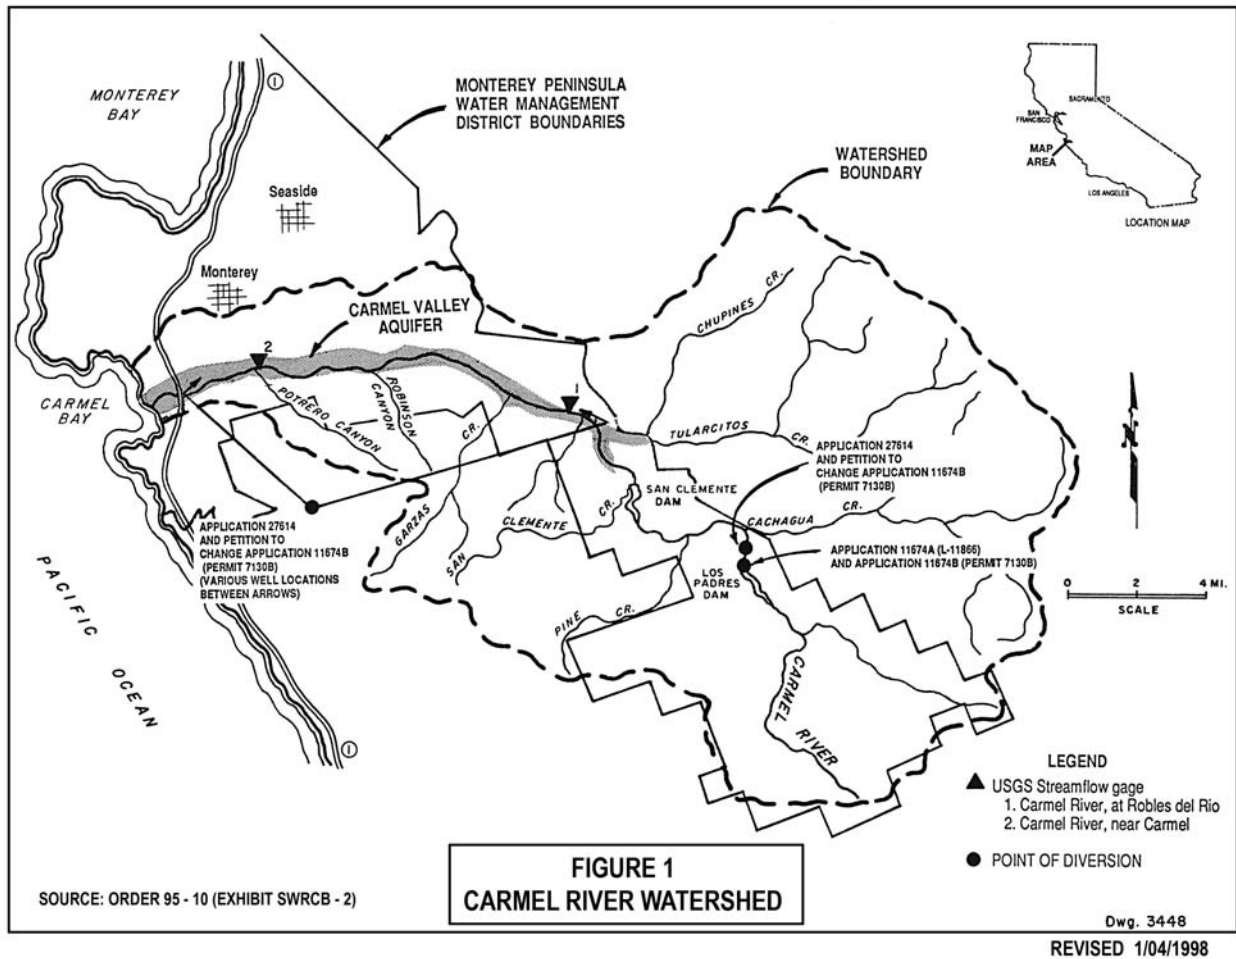 MONTEREY
BAY
1
MONTEREY PENINSULA
WATER MANAGEMENT
DISTRICT BOUNDARIES
WATERSHED
BOUNDARY
SACRAMENTO
SAN
FRANCISCO
MAP
AREA
LOS ANGELES
LOCATION MAP
Seaside
Monterey
CARMEL VALLEY
AQUIFER
CHUPINES CR.
2
1
CARMEL
BAY
POTRERO CANYON
ROBINSON
CANYON
GARZAS CR.
TULARCITOS CR.
N
APPLICATION 27614
AND PETITION TO
CHANGE APPLICATION 11674B
(PERMIT 7130B)
SAN CLEMENTE
DAM
SAN CLEMENTE CR.
CACHAGUA CR.
APPLICATION 27614
AND PETITION TO
CHANGE APPLICATION 11674B
(PERMIT 7130B)
(VARIOUS WELL LOCATIONS
BETWEEN ARROWS)
APPLICATION 11674A (L-11866)
AND APPLICATION 11674B (PERMIT 7130B)
LOS
PADRES
DAM
0 2 4 MI.
SCALE
PINE CR.
PACIFIC OCEAN
CARMEL RIVER
1
LEGEND
USGS Streamflow gage
1. Carmel River, at Robles del Rio
2. Carmel River, near Carmel
POINT OF DIVERSION
FIGURE 1
CARMEL RIVER WATERSHED
SOURCE: ORDER 95 - 10 (EXHIBIT SWRCB - 2)
Dwg. 3448
REVISED 1/04/1998